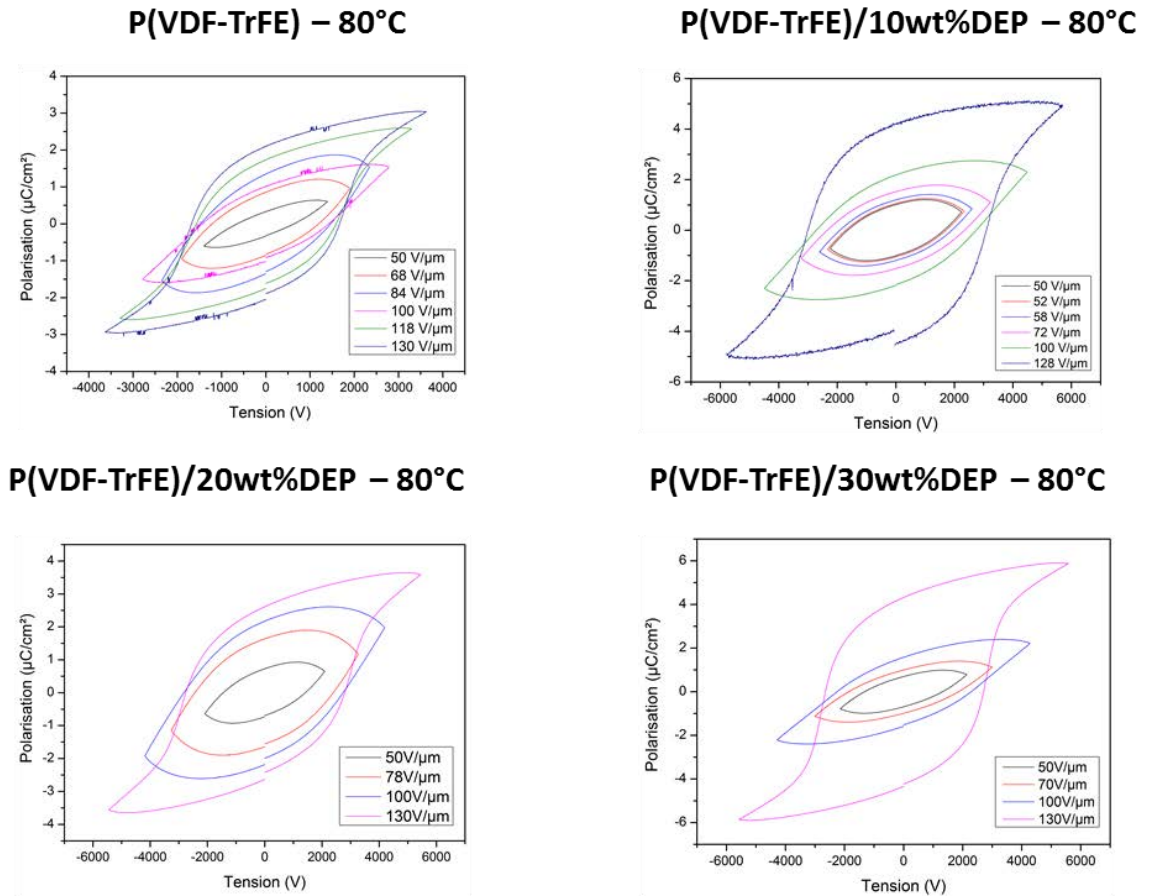 P(VDF-TrFE) – 80°C
4
3
2
1
0
-1
-2
-3
-4
Polarisation (µC/cm²)
-4000 -3000 -2000 -1000 0 1000 2000 3000 4000
Tension (V)
50 V/µm
68 V/µm
84 V/µm
100 V/µm
118 V/µm
130 V/µm
P(VDF-TrFE)/10wt%DEP – 80°C
6
4
2
0
-2
-4
-6
Polarisation (µC/cm²)
-6000 -4000 -2000 0 2000 4000 6000
Tension (V)
50 V/µm
52 V/µm
58 V/µm
72 V/µm
100 V/µm
128 V/µm
P(VDF-TrFE)/20wt%DEP – 80°C
4
3
2
1
0
-1
-2
-3
-4
Polarisation (µC/cm²)
-6000 -4000 -2000 0 2000 4000 6000
Tension (V)
50V/µm
78V/µm
100V/µm
130V/µm
P(VDF-TrFE)/30wt%DEP – 80°C
6
4
2
0
-2
-4
-6
Polarisation (µC/cm²)
-6000 -4000 -2000 0 2000 4000 6000
Tension (V)
50V/µm
70V/µm
100V/µm
130V/µm